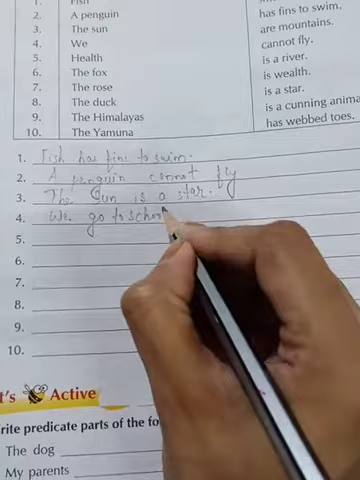 1. Fish
2. A penguin has fins to swim.
3. The sun are mountains.
4. We cannot fly.
5. Health is a river.
6. The fox is wealth.
7. The rose is a star.
8. The duck is a cunning anima
9. The Himalayas has webbed toes.
10. The Yamuna
1. Fish has fins to swim.
2. A penguin cannot fly
3. The Sun is a star.
4. We go to school
5.
6.
7.
8.
9.
10.
t's Active
rite predicate parts of the fo
The dog
My parents